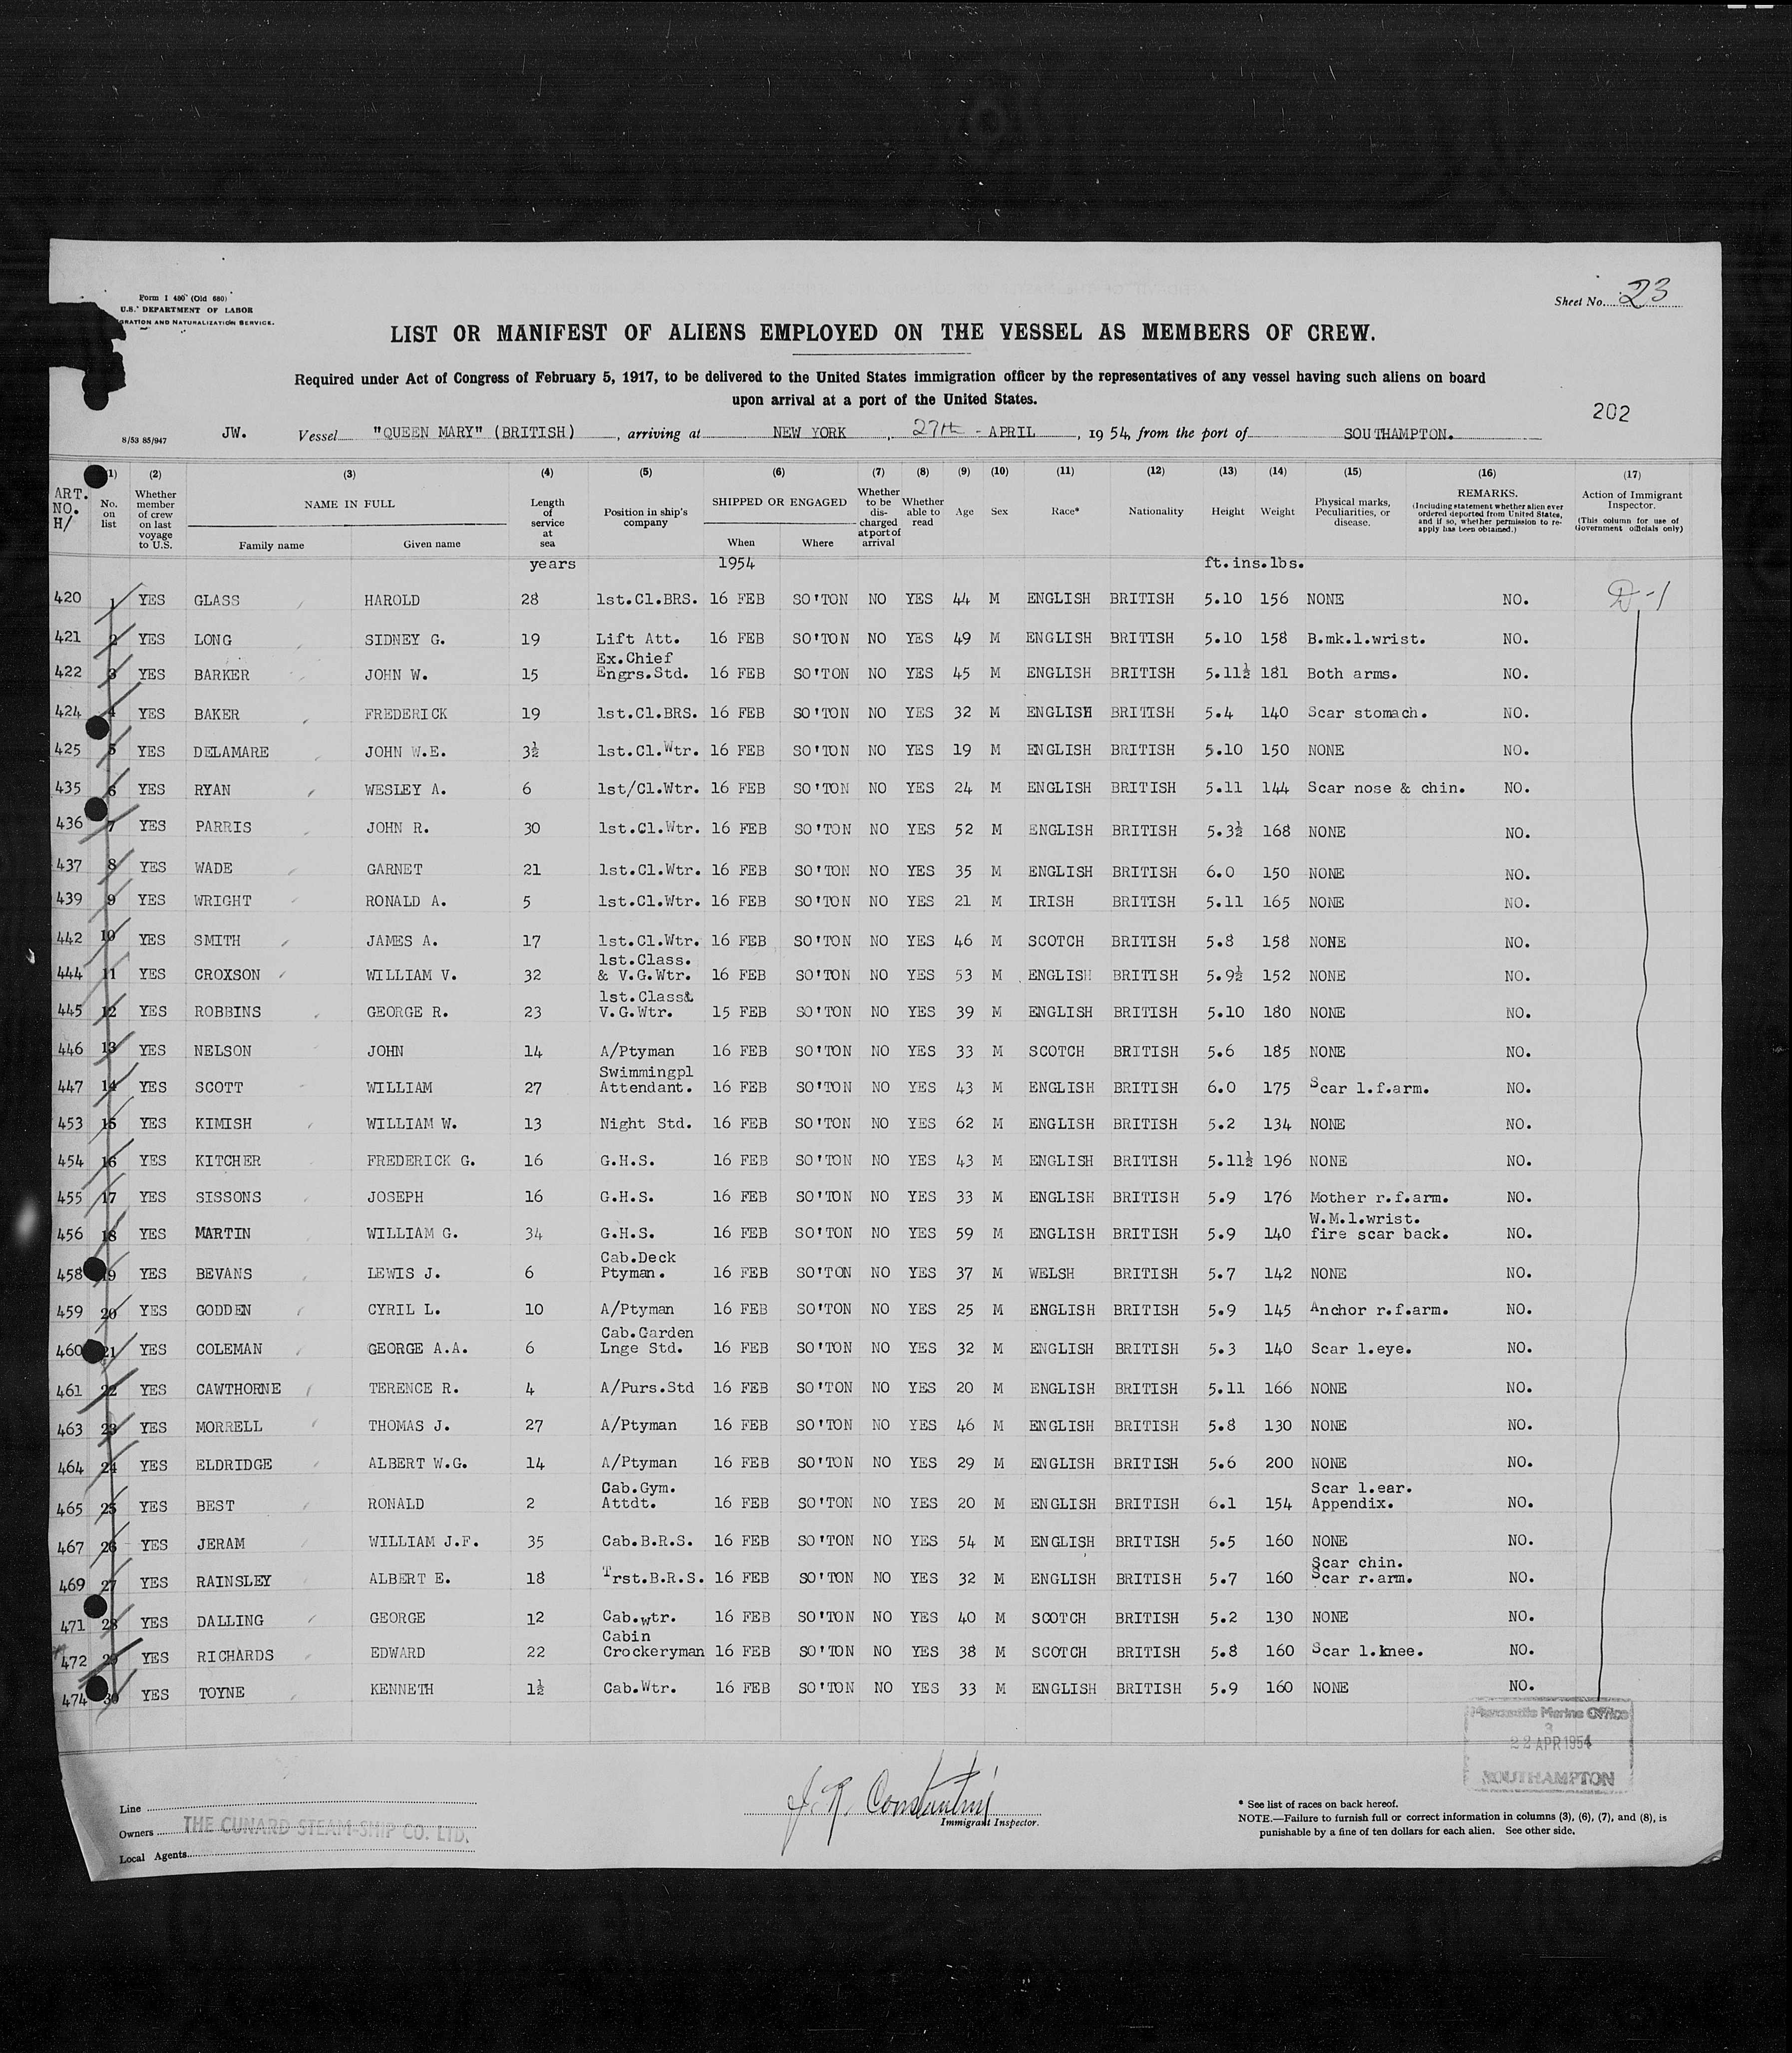 Form I 480 (Old 680)
U.S. DEPARTMENT OF LABOR
GRATION AND NATURALIZATION SERVICE.
Sheet No. 23
LIST OR MANIFEST OF ALIENS EMPLOYED ON THE VESSEL AS MEMBERS OF CREW.
Required under Act of Congress of February 5, 1917, to be delivered to the United States immigration officer by the representatives of any vessel having such aliens on board
upon arrival at a port of the United States.
202
8/53 85/947 JW. Vessel "QUEEN MARY" (BRITISH), arriving at NEW YORK, 27th - APRIL, 1954, from the port of SOUTHAMPTON.
ART. NO. H/ (1) No. on list (2) Whether member of crew on last voyage to U.S. (3) NAME IN FULL Family name Given name (4) Length of service at sea (5) Position in ship's company (6) SHIPPED OR ENGAGED When Where (7) Whether to be dis-charged at port of arrival (8) Whether able to read (9) Age (10) Sex (11) Race* (12) Nationality (13) Height (14) Weight (15) Physical marks, Peculiarities, or disease. (16) REMARKS. (Including statement whether alien ever ordered deported from United States, and if so, whether permission to re-apply has been obtained.) (17) Action of Immigrant Inspector. (This column for use of Government officials only)
years 1954 ft.ins.lbs.
420 1 YES GLASS HAROLD 28 1st.Cl.BRS. 16 FEB SO'TON NO YES 44 M ENGLISH BRITISH 5.10 156 NONE NO. D-1
421 2 YES LONG SIDNEY G. 19 Lift Att. 16 FEB SO'TON NO YES 49 M ENGLISH BRITISH 5.10 158 B.mk.l.wrist. NO.
422 3 YES BARKER JOHN W. 15 Ex.Chief Engrs.Std. 16 FEB SO'TON NO YES 45 M ENGLISH BRITISH 5.11½ 181 Both arms. NO.
424 4 YES BAKER FREDERICK 19 1st.Cl.BRS. 16 FEB SO'TON NO YES 32 M ENGLISH BRITISH 5.4 140 Scar stomach. NO.
425 5 YES DELAMARE JOHN W.E. 3½ 1st.Cl.Wtr. 16 FEB SO'TON NO YES 19 M ENGLISH BRITISH 5.10 150 NONE NO.
435 6 YES RYAN WESLEY A. 6 1st/Cl.Wtr. 16 FEB SO'TON NO YES 24 M ENGLISH BRITISH 5.11 144 Scar nose & chin. NO.
436 7 YES PARRIS JOHN R. 30 1st.Cl.Wtr. 16 FEB SO'TON NO YES 52 M ENGLISH BRITISH 5.3½ 168 NONE NO.
437 8 YES WADE GARNET 21 1st.Cl.Wtr. 16 FEB SO'TON NO YES 35 M ENGLISH BRITISH 6.0 150 NONE NO.
439 9 YES WRIGHT RONALD A. 5 1st.Cl.Wtr. 16 FEB SO'TON NO YES 21 M IRISH BRITISH 5.11 165 NONE NO.
442 10 YES SMITH JAMES A. 17 1st.Cl.Wtr. 16 FEB SO'TON NO YES 46 M SCOTCH BRITISH 5.8 158 NONE NO.
444 11 YES CROXSON WILLIAM V. 32 1st.Class. & V.G.Wtr. 16 FEB SO'TON NO YES 53 M ENGLISH BRITISH 5.9½ 152 NONE NO.
445 12 YES ROBBINS GEORGE R. 23 1st.Class& V.G.Wtr. 15 FEB SO'TON NO YES 39 M ENGLISH BRITISH 5.10 180 NONE NO.
446 13 YES NELSON JOHN 14 A/Ptyman 16 FEB SO'TON NO YES 33 M SCOTCH BRITISH 5.6 185 NONE NO.
447 14 YES SCOTT WILLIAM 27 Swimmingpl Attendant. 16 FEB SO'TON NO YES 43 M ENGLISH BRITISH 6.0 175 Scar l.f.arm. NO.
453 15 YES KIMISH WILLIAM W. 13 Night Std. 16 FEB SO'TON NO YES 62 M ENGLISH BRITISH 5.2 134 NONE NO.
454 16 YES KITCHER FREDERICK G. 16 G.H.S. 16 FEB SO'TON NO YES 43 M ENGLISH BRITISH 5.11½ 196 NONE NO.
455 17 YES SISSONS JOSEPH 16 G.H.S. 16 FEB SO'TON NO YES 33 M ENGLISH BRITISH 5.9 176 Mother r.f.arm. NO.
456 18 YES MARTIN WILLIAM G. 34 G.H.S. 16 FEB SO'TON NO YES 59 M ENGLISH BRITISH 5.9 140 W.M.l.wrist. fire scar back. NO.
458 19 YES BEVANS LEWIS J. 6 Cab.Deck Ptyman. 16 FEB SO'TON NO YES 37 M WELSH BRITISH 5.7 142 NONE NO.
459 20 YES GODDEN CYRIL L. 10 A/Ptyman 16 FEB SO'TON NO YES 25 M ENGLISH BRITISH 5.9 145 Anchor r.f.arm. NO.
460 21 YES COLEMAN GEORGE A.A. 6 Cab.Garden Lnge Std. 16 FEB SO'TON NO YES 32 M ENGLISH BRITISH 5.3 140 Scar l.eye. NO.
461 22 YES CAWTHORNE TERENCE R. 4 A/Purs.Std 16 FEB SO'TON NO YES 20 M ENGLISH BRITISH 5.11 166 NONE NO.
463 23 YES MORRELL THOMAS J. 27 A/Ptyman 16 FEB SO'TON NO YES 46 M ENGLISH BRITISH 5.8 130 NONE NO.
464 24 YES ELDRIDGE ALBERT W.G. 14 A/Ptyman 16 FEB SO'TON NO YES 29 M ENGLISH BRITISH 5.6 200 NONE NO.
465 25 YES BEST RONALD 2 Cab.Gym. Attdt. 16 FEB SO'TON NO YES 20 M ENGLISH BRITISH 6.1 154 Scar l.ear. Appendix. NO.
467 26 YES JERAM WILLIAM J.F. 35 Cab.B.R.S. 16 FEB SO'TON NO YES 54 M ENGLISH BRITISH 5.5 160 NONE NO.
469 27 YES RAINSLEY ALBERT E. 18 Trst.B.R.S. 16 FEB SO'TON NO YES 32 M ENGLISH BRITISH 5.7 160 Scar chin. Scar r.arm. NO.
471 28 YES DALLING GEORGE 12 Cab.wtr. 16 FEB SO'TON NO YES 40 M SCOTCH BRITISH 5.2 130 NONE NO.
472 29 YES RICHARDS EDWARD 22 Cabin Crockeryman 16 FEB SO'TON NO YES 38 M SCOTCH BRITISH 5.8 160 Scar l.knee. NO.
474 30 YES TOYNE KENNETH 1½ Cab.Wtr. 16 FEB SO'TON NO YES 33 M ENGLISH BRITISH 5.9 160 NONE NO.
Mercantile Marine Office
3
22 APR 1954
SOUTHAMPTON
Line
Owners THE CUNARD STEAM-SHIP CO. LTD.
Local Agents
Immigrant Inspector.
* See list of races on back hereof.
NOTE.—Failure to furnish full or correct information in columns (3), (6), (7), and (8), is
punishable by a fine of ten dollars for each alien. See other side.